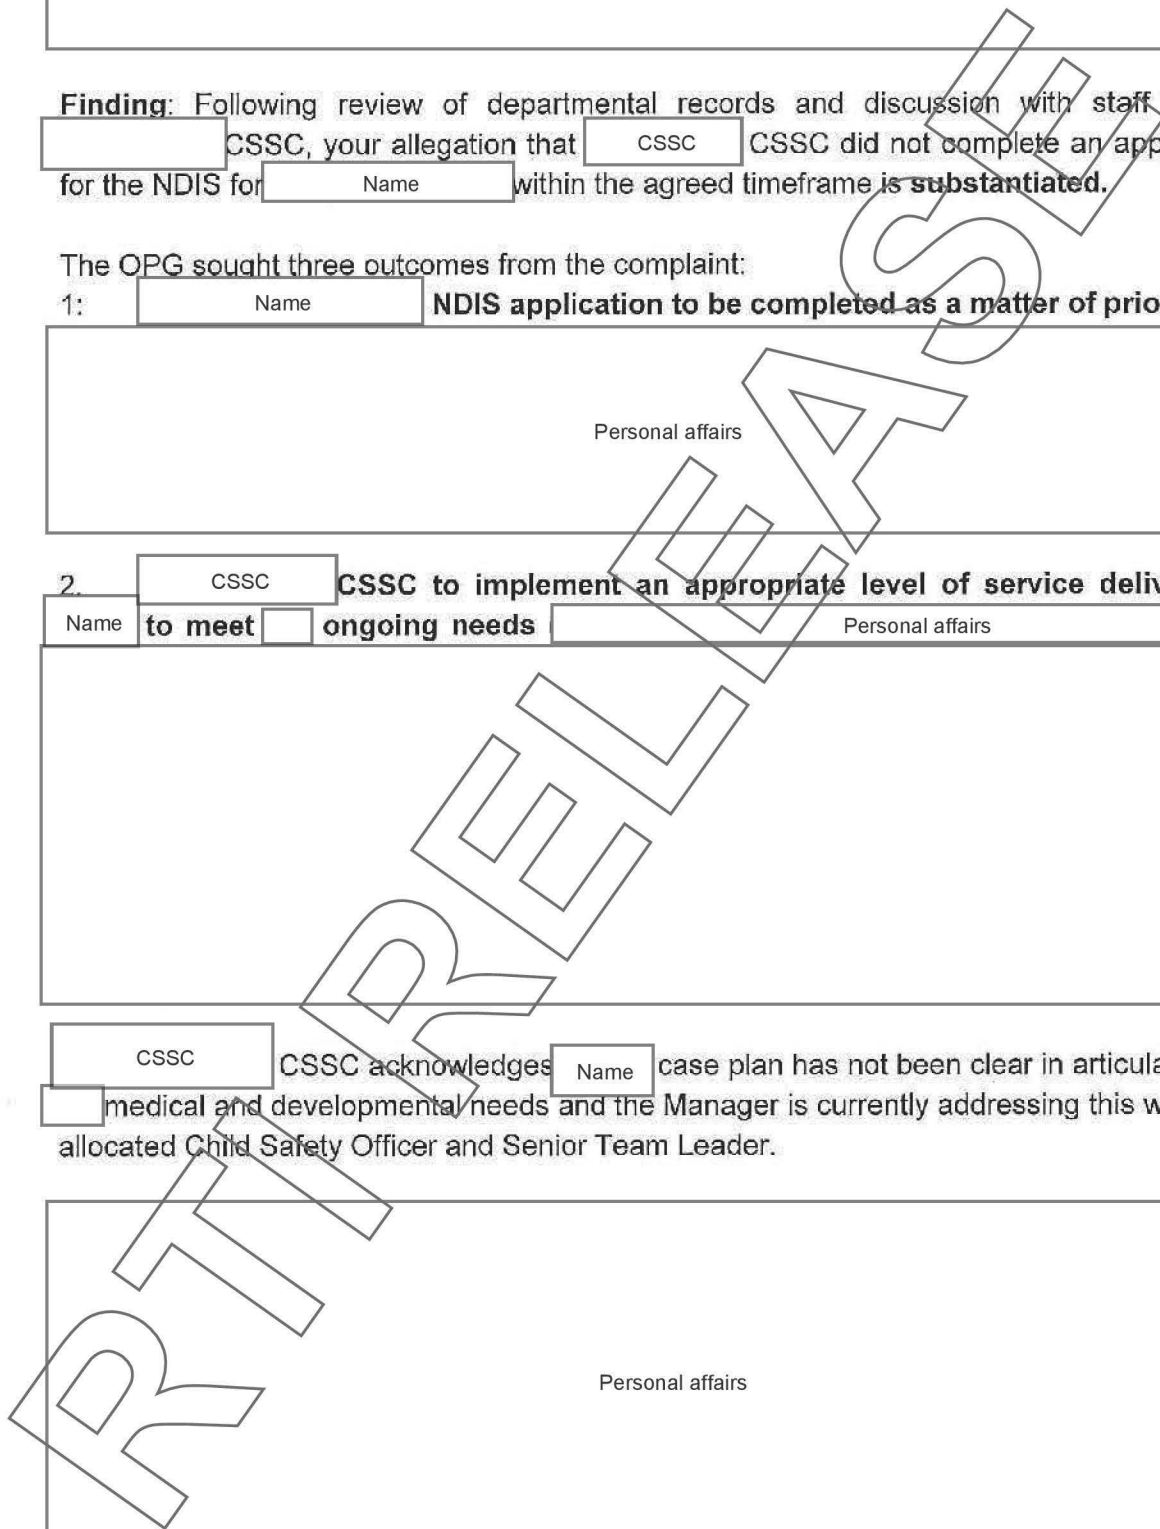 Finding: Following review of departmental records and discussion with staff
CSSC, your allegation that CSSC CSSC did not complete an app
for the NDIS for Name within the agreed timeframe is substantiated.
The OPG sought three outcomes from the complaint:
1: Name NDIS application to be completed as a matter of prio
Personal affairs
2. CSSC CSSC to implement an appropriate level of service deliv
Name to meet ongoing needs Personal affairs
CSSC CSSC acknowledges Name case plan has not been clear in articula
medical and developmental needs and the Manager is currently addressing this w
allocated Child Safety Officer and Senior Team Leader.
Personal affairs
RTI RELEASE